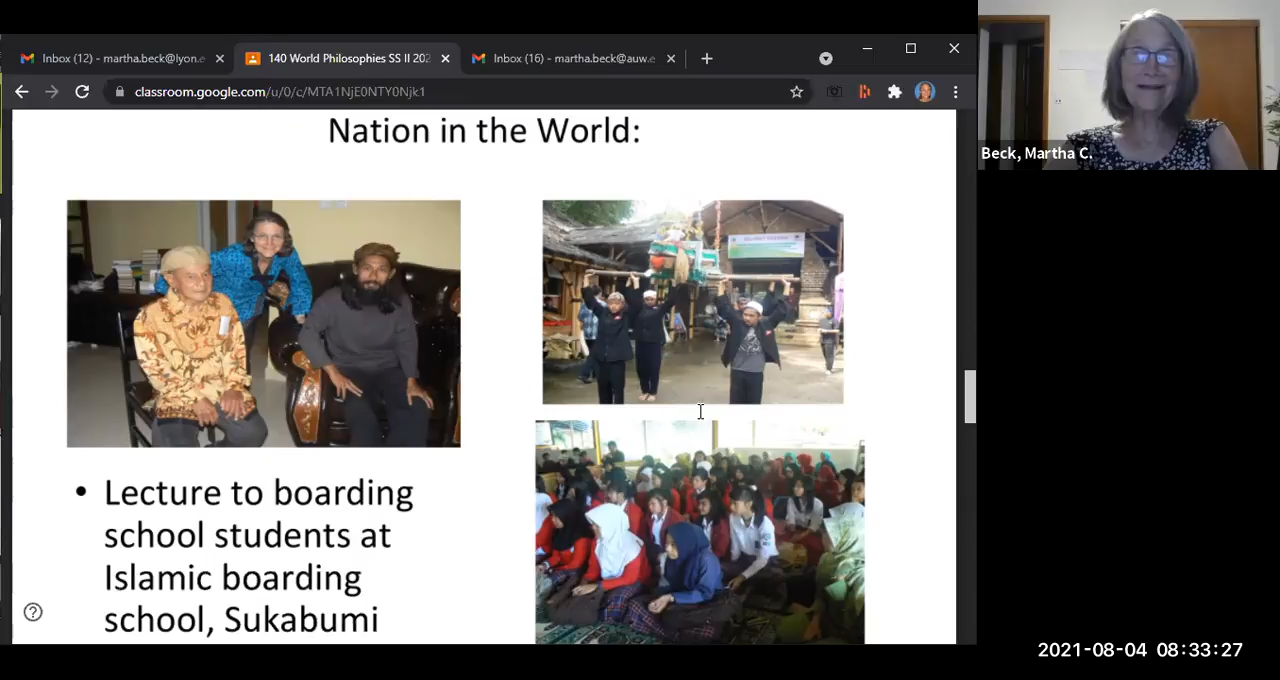 Inbox (12) - martha.beck@lyon.e
140 World Philosophies SS II 202
Inbox (16) - martha.beck@auw.e
classroom.google.com/u/0/c/MTA1NjE0NTY0Njk1
Beck, Martha C.
Nation in the World:
• Lecture to boarding
school students at
Islamic boarding
school, Sukabumi
2021-08-04 08:33:27